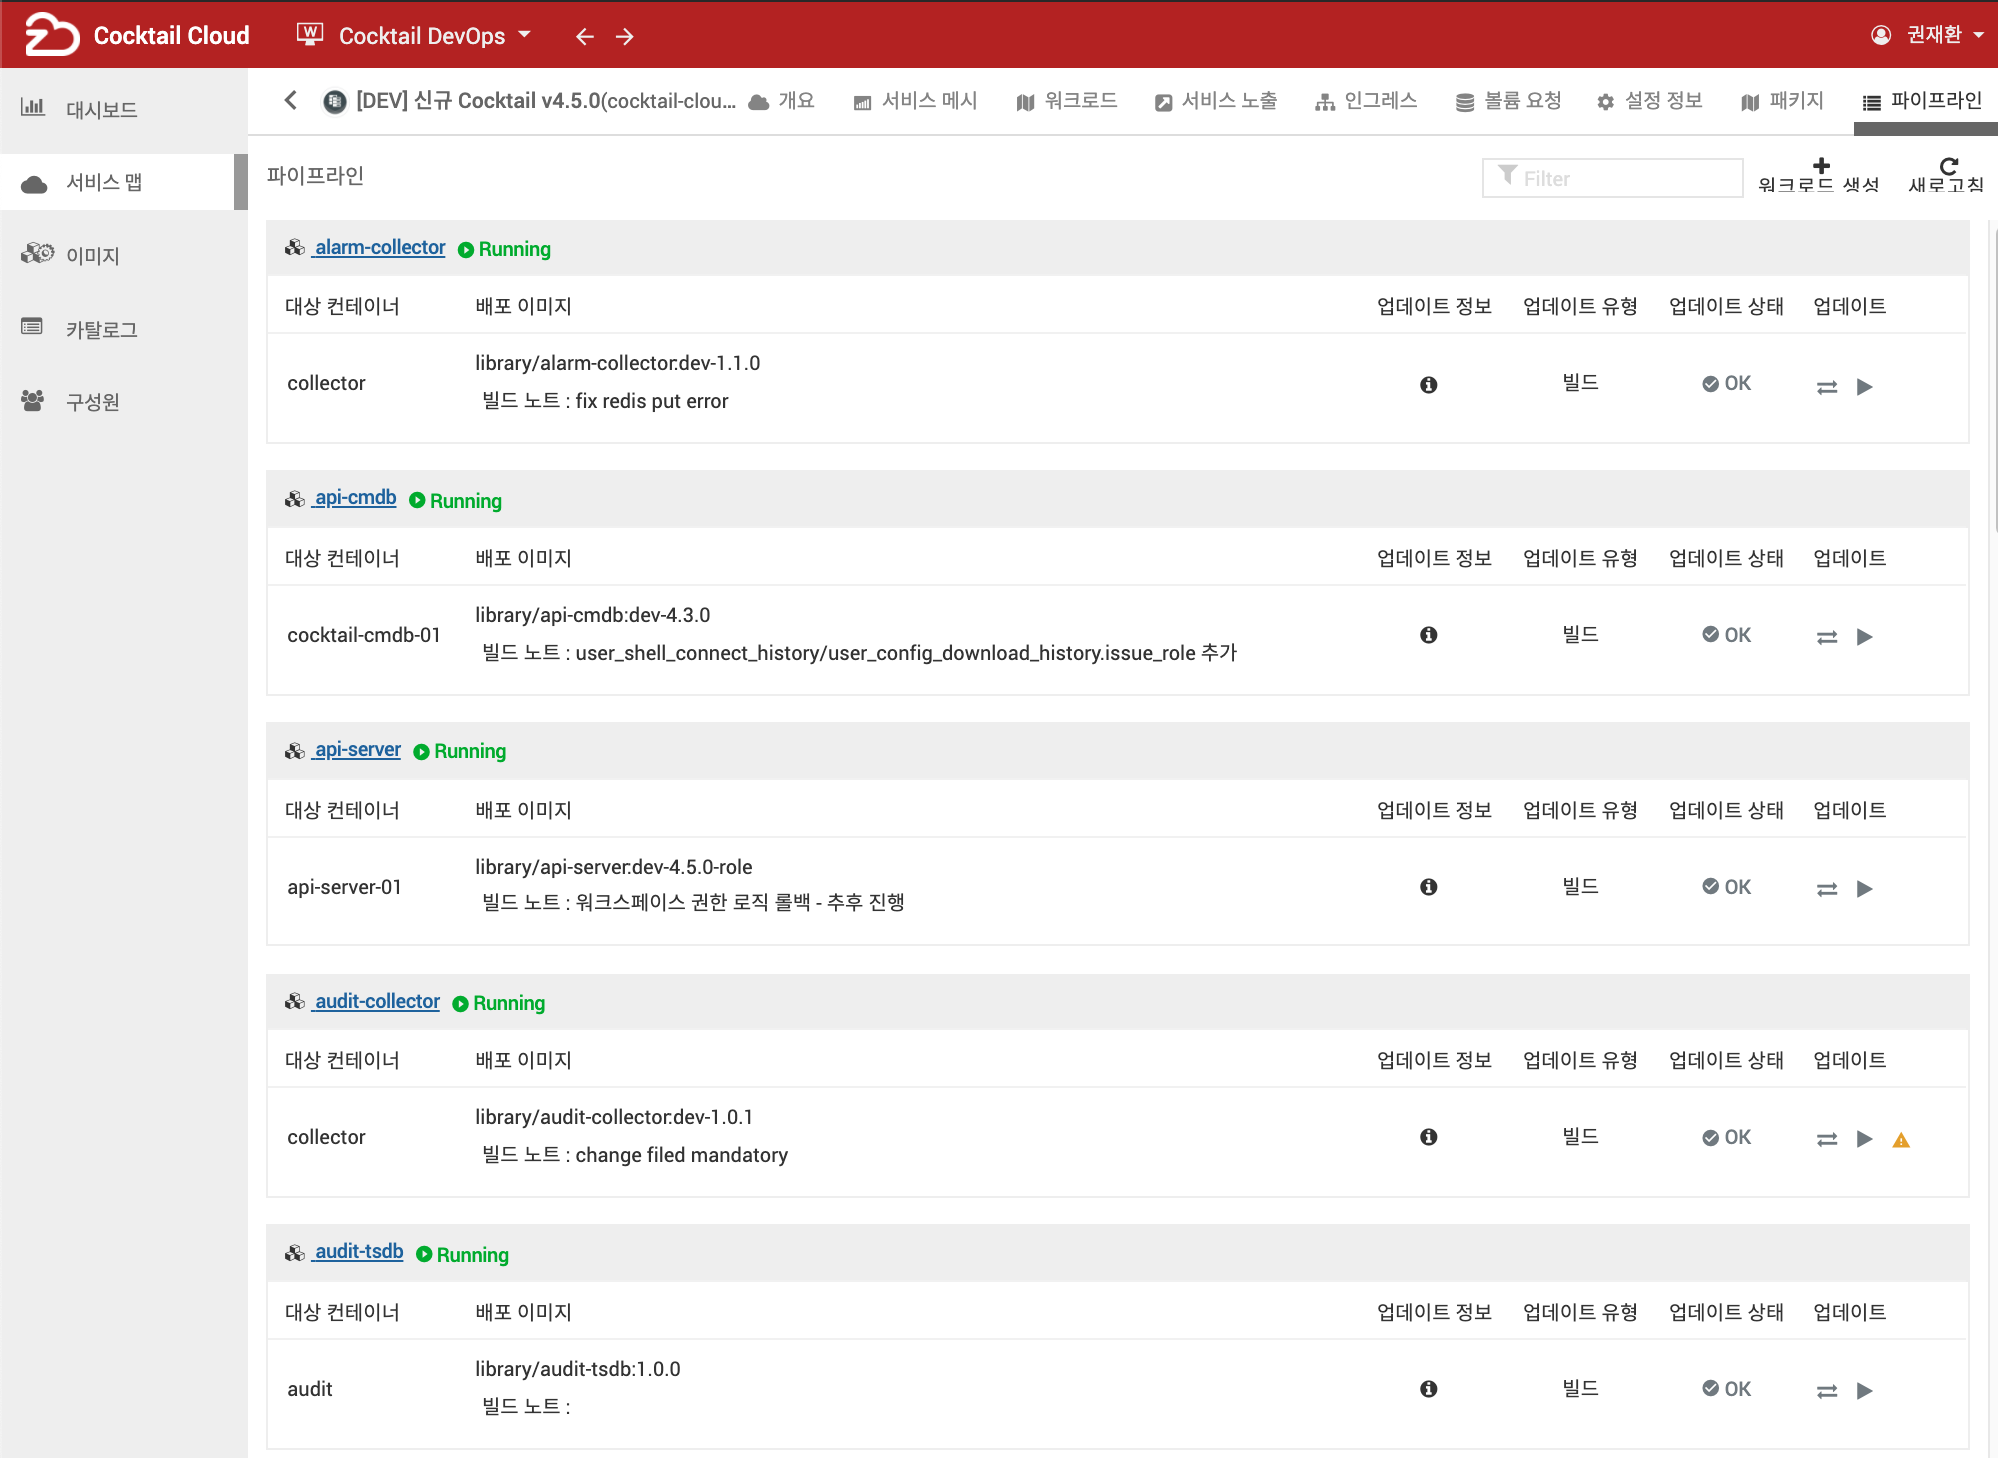 Cocktail Cloud
W Cocktail DevOps
권재환
대시보드
서비스 맵
이미지
카탈로그
구성원
[DEV] 신규 Cocktail v4.5.0(cocktail-clou...
개요
서비스 메시
워크로드
서비스 노출
인그레스
볼륨 요청
설정 정보
패키지
파이프라인
파이프라인
Filter
워크로드 생성
새로고침
alarm-collector Running
대상 컨테이너 배포 이미지 업데이트 정보 업데이트 유형 업데이트 상태 업데이트
library/alarm-collector:dev-1.1.0
collector 빌드 OK
빌드 노트 : fix redis put error
api-cmdb Running
대상 컨테이너 배포 이미지 업데이트 정보 업데이트 유형 업데이트 상태 업데이트
library/api-cmdb:dev-4.3.0
cocktail-cmdb-01 빌드 OK
빌드 노트 : user_shell_connect_history/user_config_download_history.issue_role 추가
api-server Running
대상 컨테이너 배포 이미지 업데이트 정보 업데이트 유형 업데이트 상태 업데이트
library/api-server:dev-4.5.0-role
api-server-01 빌드 OK
빌드 노트 : 워크스페이스 권한 로직 롤백 - 추후 진행
audit-collector Running
대상 컨테이너 배포 이미지 업데이트 정보 업데이트 유형 업데이트 상태 업데이트
library/audit-collector:dev-1.0.1
collector 빌드 OK
빌드 노트 : change filed mandatory
audit-tsdb Running
대상 컨테이너 배포 이미지 업데이트 정보 업데이트 유형 업데이트 상태 업데이트
library/audit-tsdb:1.0.0
audit 빌드 OK
빌드 노트 :